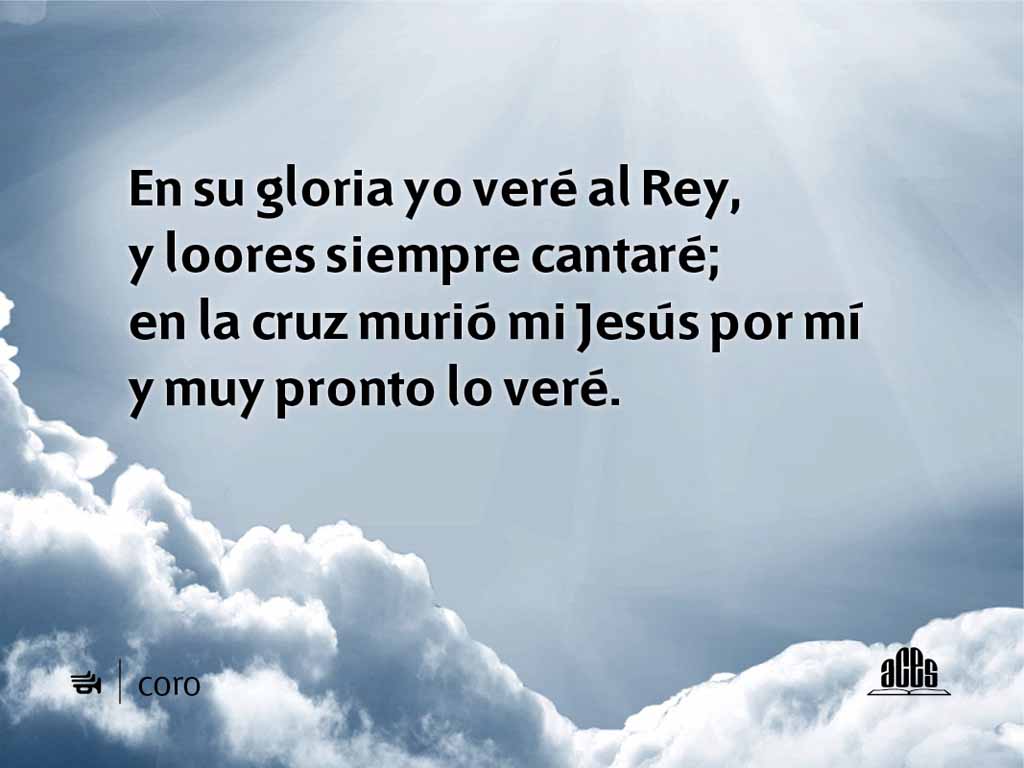 En su gloria yo veré al Rey,
y loores siempre cantaré;
en la cruz murió mi Jesús por mí
y muy pronto lo veré.
coro
aces